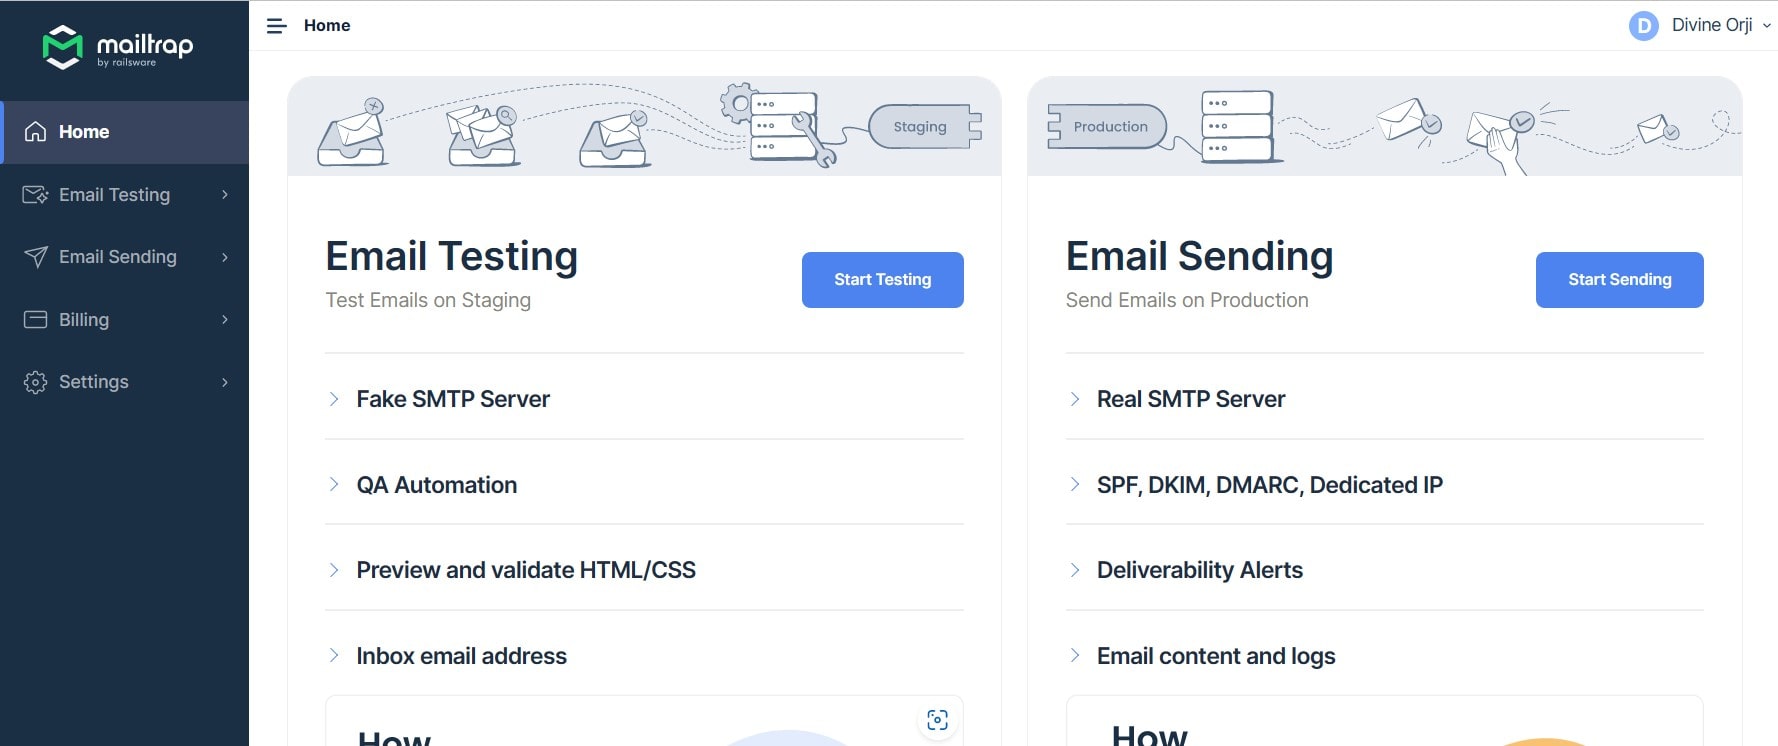 mailtrap
by railsware
Home
Email Testing
Email Sending
Billing
Settings
Home
D
Divine Orji
Staging
Email Testing
Test Emails on Staging
Start Testing
Fake SMTP Server
QA Automation
Preview and validate HTML/CSS
Inbox email address
How
Production
Email Sending
Send Emails on Production
Start Sending
Real SMTP Server
SPF, DKIM, DMARC, Dedicated IP
Deliverability Alerts
Email content and logs
How